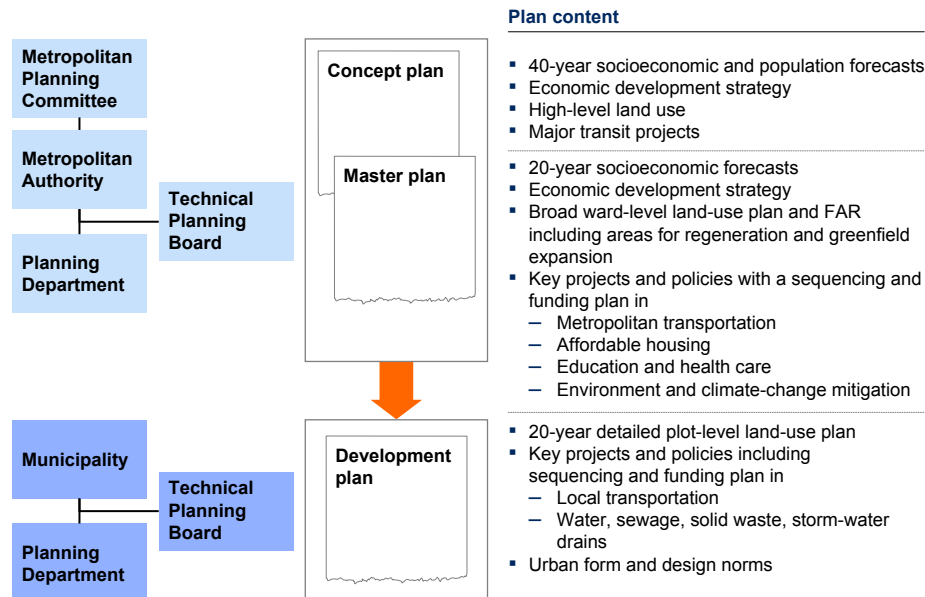 Plan content
Metropolitan
Planning
Committee
Metropolitan
Authority
Technical
Planning
Board
Planning
Department
Concept plan
Master plan
▪ 40-year socioeconomic and population forecasts
▪ Economic development strategy
▪ High-level land use
▪ Major transit projects
▪ 20-year socioeconomic forecasts
▪ Economic development strategy
▪ Broad ward-level land-use plan and FAR
including areas for regeneration and greenfield
expansion
▪ Key projects and policies with a sequencing and
funding plan in
– Metropolitan transportation
– Affordable housing
– Education and health care
– Environment and climate-change mitigation
Municipality
Technical
Planning
Board
Planning
Department
Development
plan
▪ 20-year detailed plot-level land-use plan
▪ Key projects and policies including
sequencing and funding plan in
– Local transportation
– Water, sewage, solid waste, storm-water
drains
▪ Urban form and design norms